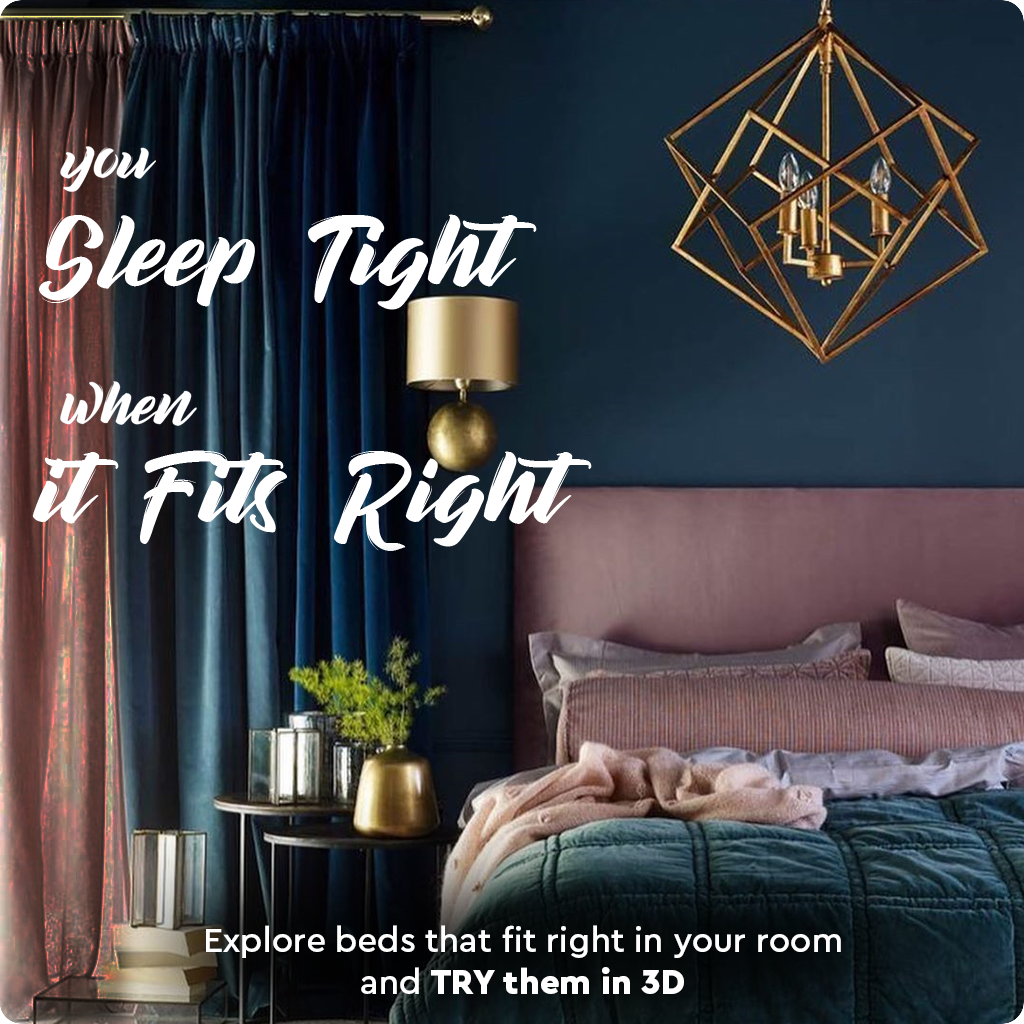 you
Sleep Tight
when
it Fits Right
Explore beds that fit right in your room
and TRY them in 3D